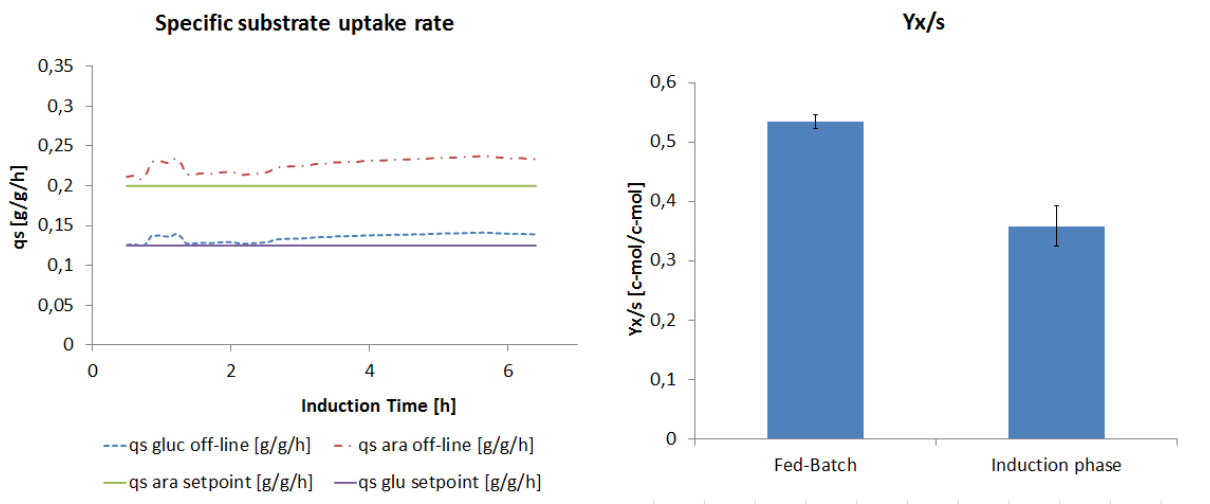 Specific substrate uptake rate
0,35
0,3
0,25
0,2
0,15
0,1
0,05
0
qs [g/g/h]
0 2 4 6
Induction Time [h]
qs gluc off-line [g/g/h] qs ara off-line [g/g/h]
qs ara setpoint [g/g/h] qs glu setpoint [g/g/h]
Yx/s
0,6
0,5
0,4
0,3
0,2
0,1
0
Yx/s [c-mol/c-mol]
Fed-Batch Induction phase